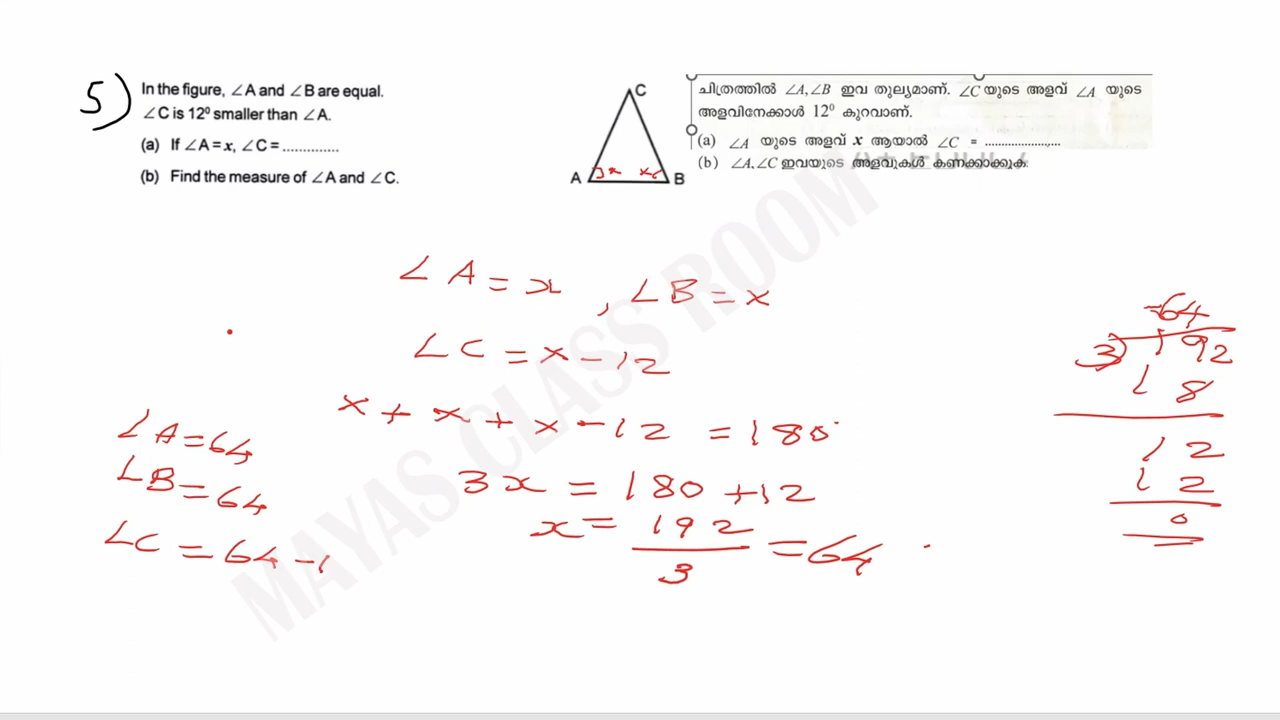 5)
In the figure, ∠A and ∠B are equal.
∠C is 12⁰ smaller than ∠A.
(a) If ∠A = x, ∠C = ..............
(b) Find the measure of ∠A and ∠C.
C
A
B
x
x
ചിത്രത്തിൽ ∠A, ∠B ഇവ തുല്യമാണ്. ∠C യുടെ അളവ് ∠A യുടെ
അളവിനേക്കാൾ 12⁰ കുറവാണ്.
(a) ∠A യുടെ അളവ് x ആയാൽ ∠C = .....................
(b) ∠A, ∠C ഇവയുടെ അളവുകൾ കണക്കാക്കുക
∠A = x , ∠B = x
∠C = x - 12
x + x + x - 12 = 180
3x = 180 + 12
x = 192
3
= 64
∠A = 64
∠B = 64
∠C = 64 -
= 64
3) 192
18
12
12
0
MAYAS CLASS ROOM